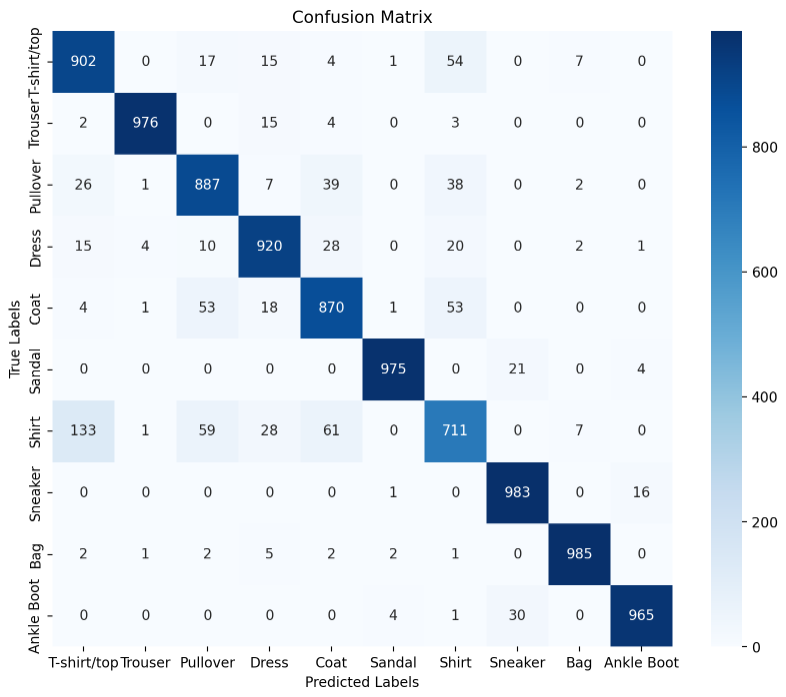 Confusion Matrix
True Labels
T-shirt/top 902 0 17 15 4 1 54 0 7 0
Trouser 2 976 0 15 4 0 3 0 0 0
Pullover 26 1 887 7 39 0 38 0 2 0
Dress 15 4 10 920 28 0 20 0 2 1
Coat 4 1 53 18 870 1 53 0 0 0
Sandal 0 0 0 0 0 975 0 21 0 4
Shirt 133 1 59 28 61 0 711 0 7 0
Sneaker 0 0 0 0 0 1 0 983 0 16
Bag 2 1 2 5 2 2 1 0 985 0
Ankle Boot 0 0 0 0 0 4 1 30 0 965
T-shirt/top Trouser Pullover Dress Coat Sandal Shirt Sneaker Bag Ankle Boot
Predicted Labels
800
600
400
200
0